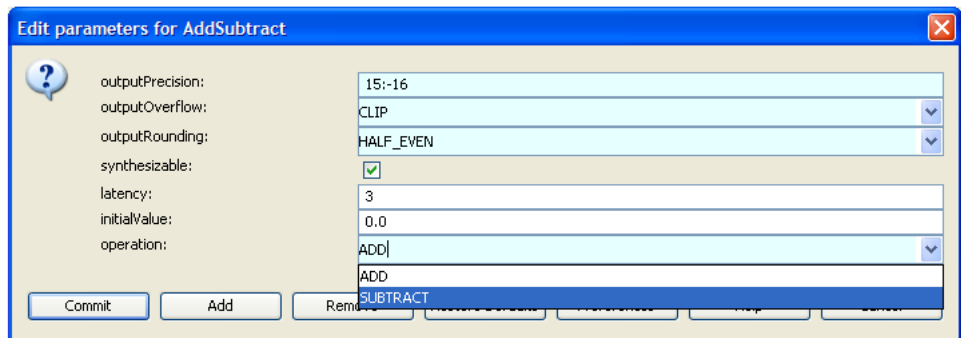 Edit parameters for AddSubtract
outputPrecision: 15:-16
outputOverflow: CLIP
outputRounding: HALF_EVEN
synthesizable:
latency: 3
initialValue: 0.0
operation: ADD
ADD
SUBTRACT
Commit Add